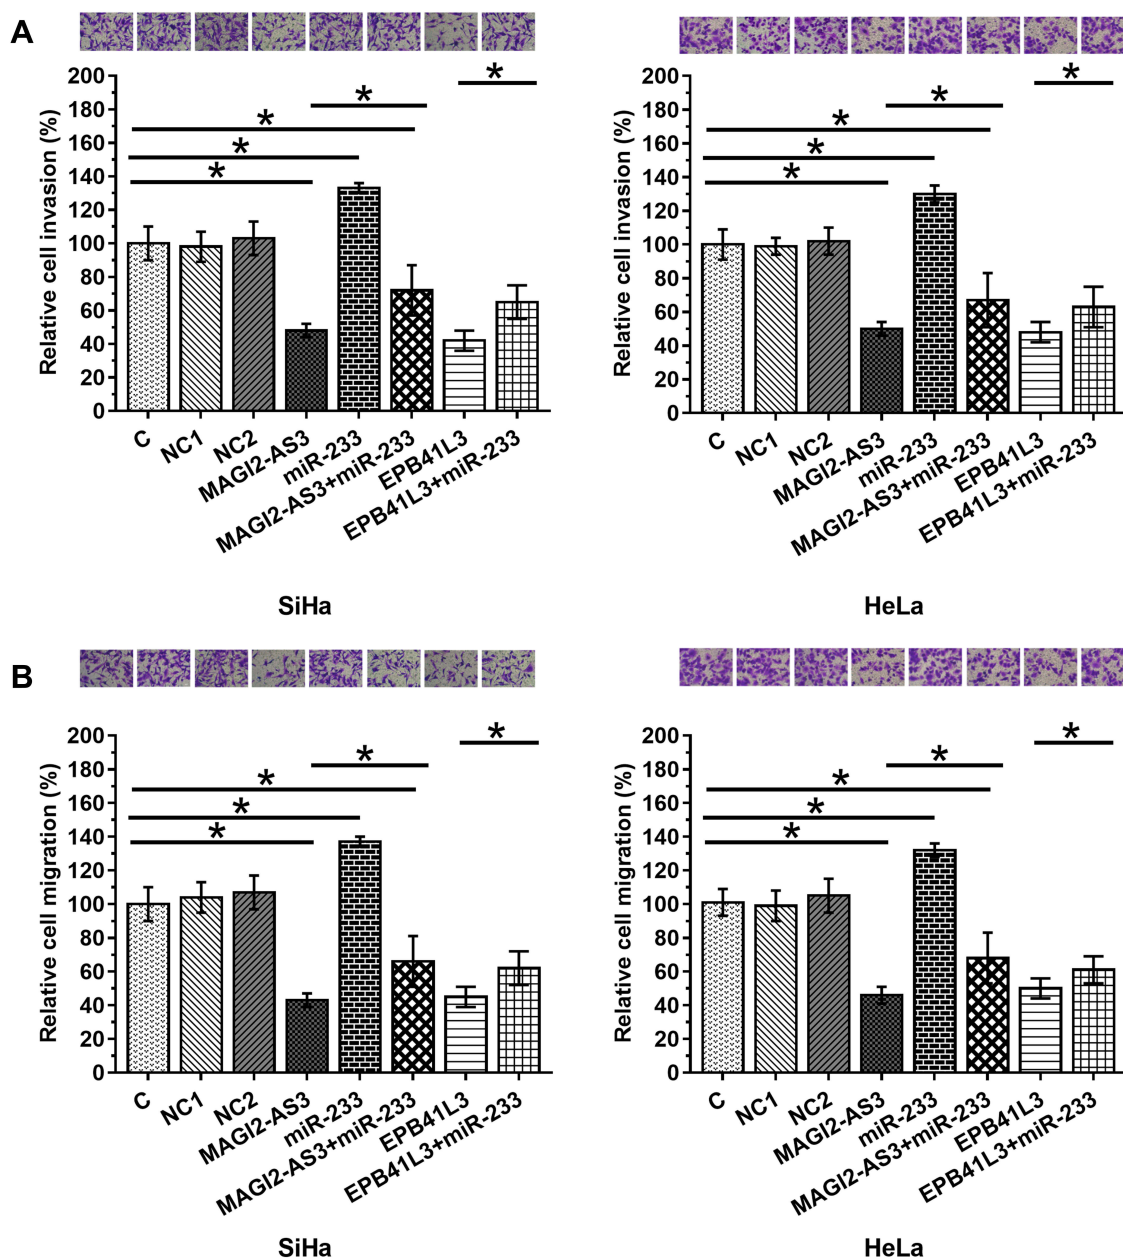 A
Relative cell invasion (%)
200
180
160
140
120
100
80
60
40
20
0
*
*
*
*
*
C
NC1
NC2
MAGI2-AS3
miR-233
MAGI2-AS3+miR-233
EPB41L3
EPB41L3+miR-233
SiHa
Relative cell invasion (%)
200
180
160
140
120
100
80
60
40
20
0
*
*
*
*
*
C
NC1
NC2
MAGI2-AS3
miR-233
MAGI2-AS3+miR-233
EPB41L3
EPB41L3+miR-233
HeLa
B
Relative cell migration (%)
200
180
160
140
120
100
80
60
40
20
0
*
*
*
*
*
C
NC1
NC2
MAGI2-AS3
miR-233
MAGI2-AS3+miR-233
EPB41L3
EPB41L3+miR-233
SiHa
Relative cell migration (%)
200
180
160
140
120
100
80
60
40
20
0
*
*
*
*
*
C
NC1
NC2
MAGI2-AS3
miR-233
MAGI2-AS3+miR-233
EPB41L3
EPB41L3+miR-233
HeLa